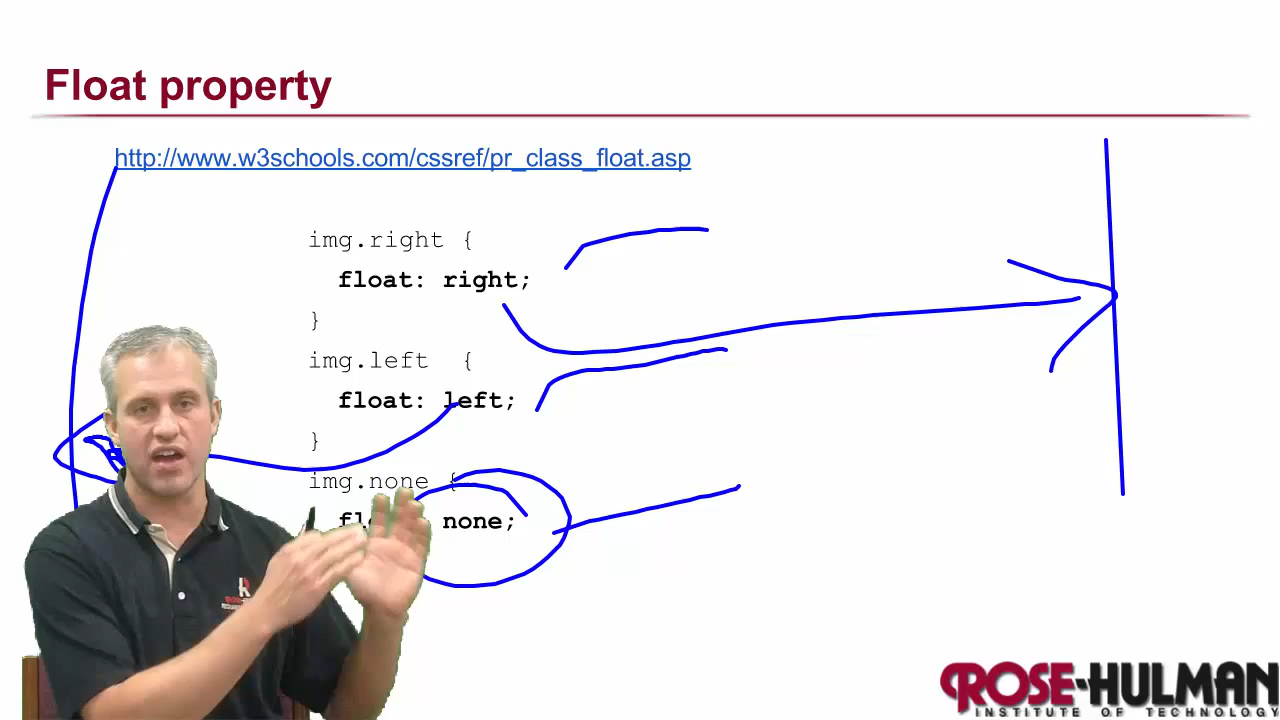 Float property
http://www.w3schools.com/cssref/pr_class_float.asp
img.right {
float: right;
}
img.left {
float: left;
}
img.none {
none;
ROSE-HULMAN
INSTITUTE OF TECHNOLOGY